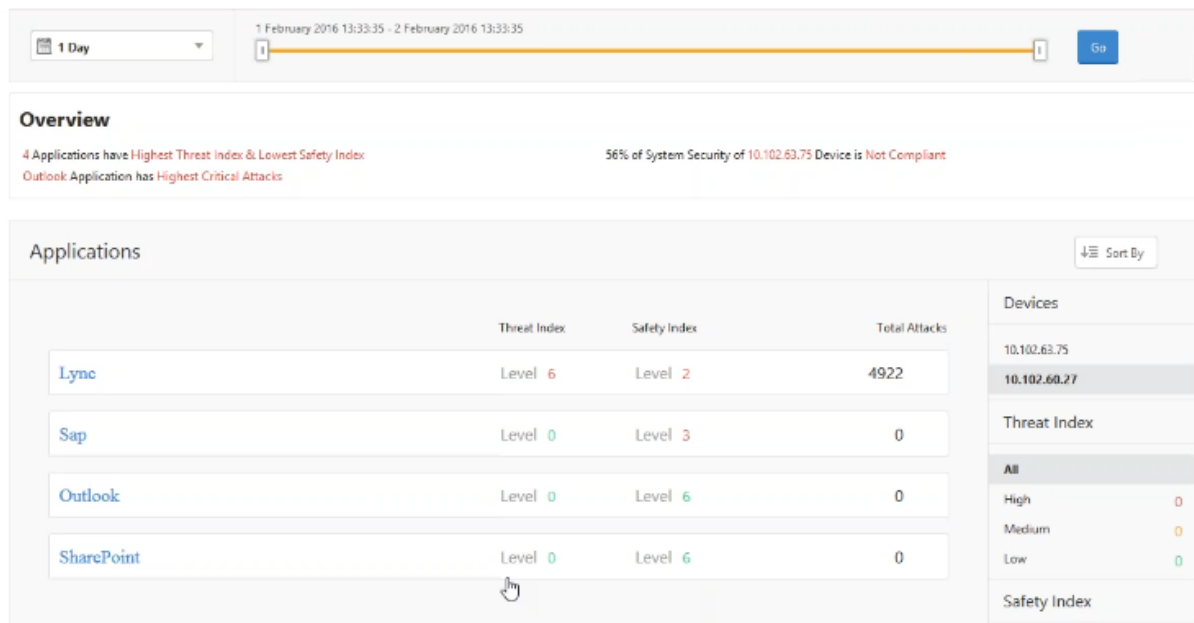 1 February 2016 13:33:35 - 2 February 2016 13:33:35
1 Day
Go
Overview
4 Applications have Highest Threat Index & Lowest Safety Index
56% of System Security of 10.102.63.75 Device is Not Compliant
Outlook Application has Highest Critical Attacks
Applications
Sort By
Devices
Threat Index Safety Index Total Attacks
10.102.63.75
Lync Level 6 Level 2 4922
10.102.60.27
Threat Index
Sap Level 0 Level 3 0
All
Outlook Level 0 Level 6 0
High 0
Medium 0
SharePoint Level 0 Level 6 0
Low 0
Safety Index